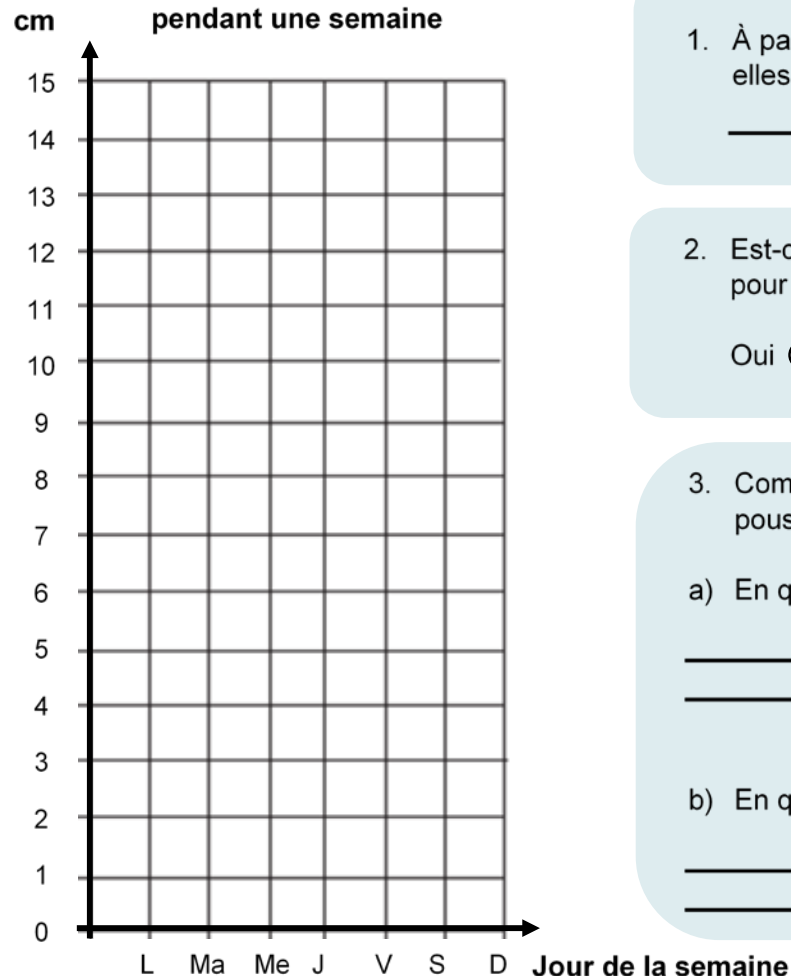 cm
pendant une semaine
15
14
13
12
11
10
9
8
7
6
5
4
3
2
1
0
L Ma Me J V S D
Jour de la semaine
1. À pa
elles
2. Est-
pour
Oui
3. Com
pous
a) En q
b) En q